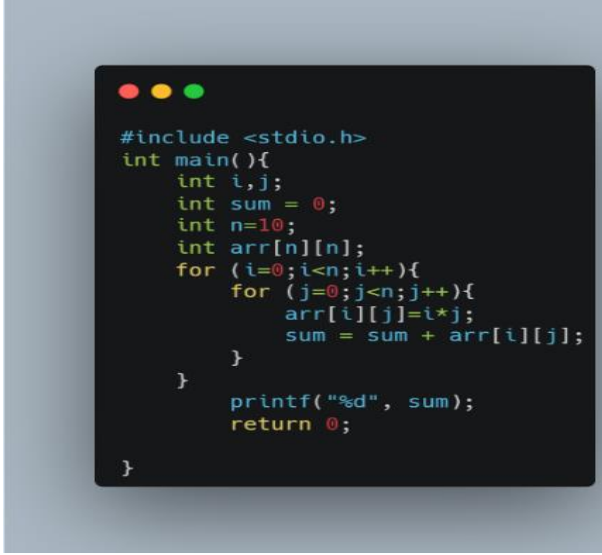 #include <stdio.h>
int main(){
    int i,j;
    int sum = 0;
    int n=10;
    int arr[n][n];
    for (i=0;i<n;i++){
        for (j=0;j<n;j++){
            arr[i][j]=i*j;
            sum = sum + arr[i][j];
        }
    }
        printf("%d", sum);
        return 0;

}